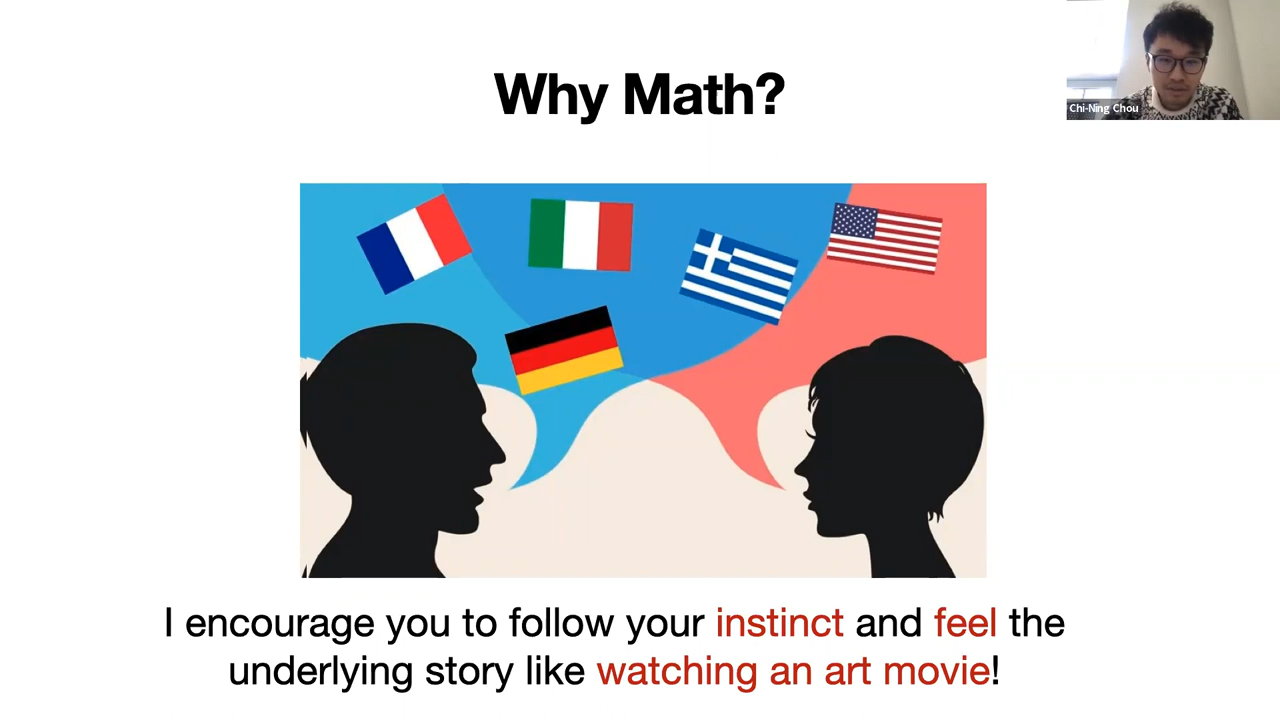 Why Math?
Chi-Ning Chou
I encourage you to follow your instinct and feel the
underlying story like watching an art movie!